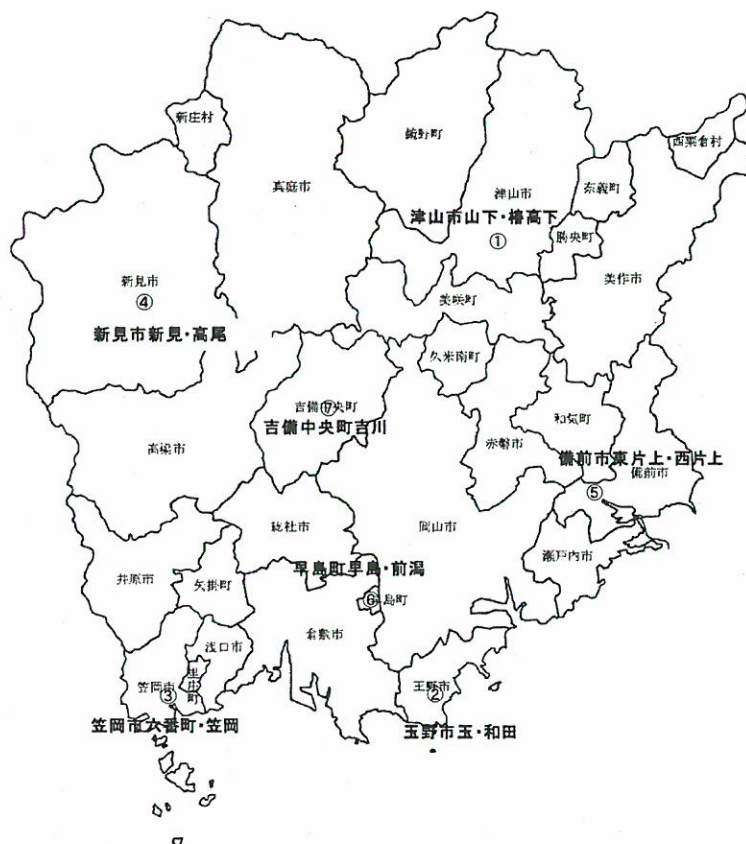 新庄村
鏡野町
西粟倉村
真庭市
津山市
奈義町
津山市山下・椿高下
①
勝央町
新見市
④
新見市新見・高尾
美作市
美咲町
久米南町
吉備中央町
⑰
吉備中央町吉川
和気町
赤磐市
高梁市
備前市東片上・西片上
備前市
⑤
総社市
岡山市
瀬戸内市
早島町早島・前潟
井原市
矢掛町
⑥
早島町
倉敷市
浅口市
里庄町
笠岡市
③
笠岡市六番町・笠岡
玉野市
②
玉野市玉・和田